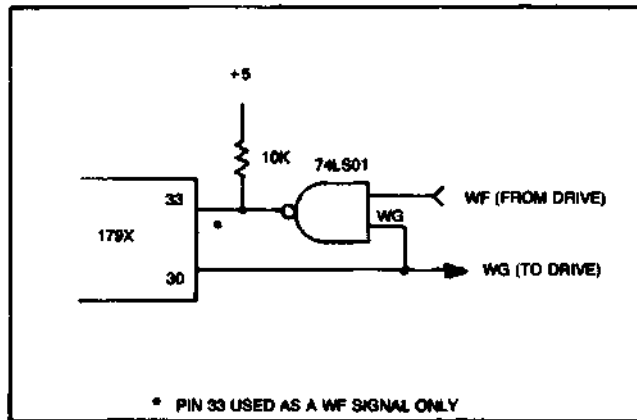 +5
10K
74LS01
33
WF (FROM DRIVE)
WG
*
179X
30
WG (TO DRIVE)
* PIN 33 USED AS A WF SIGNAL ONLY